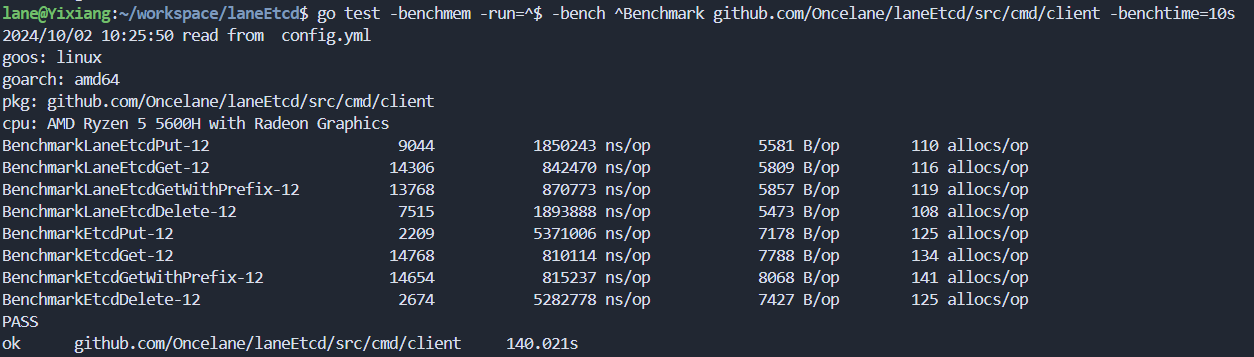 lane@Yixiang:~/workspace/laneEtcd$ go test -benchmem -run=^$ -bench ^Benchmark github.com/Oncelane/laneEtcd/src/cmd/client -benchtime=10s
2024/10/02 10:25:50 read from  config.yml
goos: linux
goarch: amd64
pkg: github.com/Oncelane/laneEtcd/src/cmd/client
cpu: AMD Ryzen 5 5600H with Radeon Graphics
BenchmarkLaneEtcdPut-12                     9044           1850243 ns/op            5581 B/op        110 allocs/op
BenchmarkLaneEtcdGet-12                    14306            842470 ns/op            5809 B/op        116 allocs/op
BenchmarkLaneEtcdGetWithPrefix-12          13768            870773 ns/op            5857 B/op        119 allocs/op
BenchmarkLaneEtcdDelete-12                  7515           1893888 ns/op            5473 B/op        108 allocs/op
BenchmarkEtcdPut-12                         2209           5371006 ns/op            7178 B/op        125 allocs/op
BenchmarkEtcdGet-12                        14768            810114 ns/op            7788 B/op        134 allocs/op
BenchmarkEtcdGetWithPrefix-12              14654            815237 ns/op            8068 B/op        141 allocs/op
BenchmarkEtcdDelete-12                      2674           5282778 ns/op            7427 B/op        125 allocs/op
PASS
ok      github.com/Oncelane/laneEtcd/src/cmd/client     140.021s